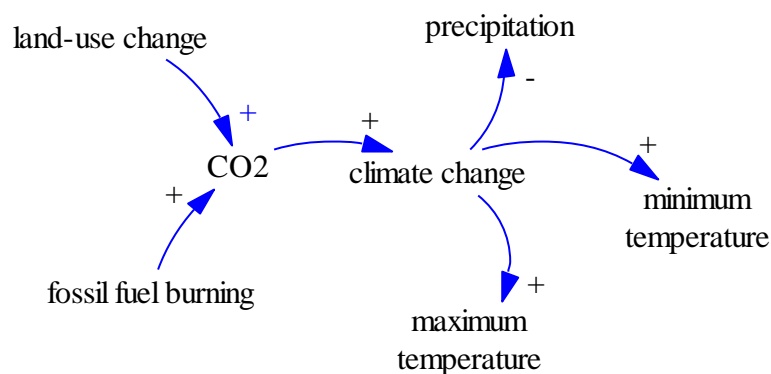 precipitation
land-use change
-
+
+
+
CO2
climate change
+
+
minimum
temperature
fossil fuel burning
+
maximum
temperature